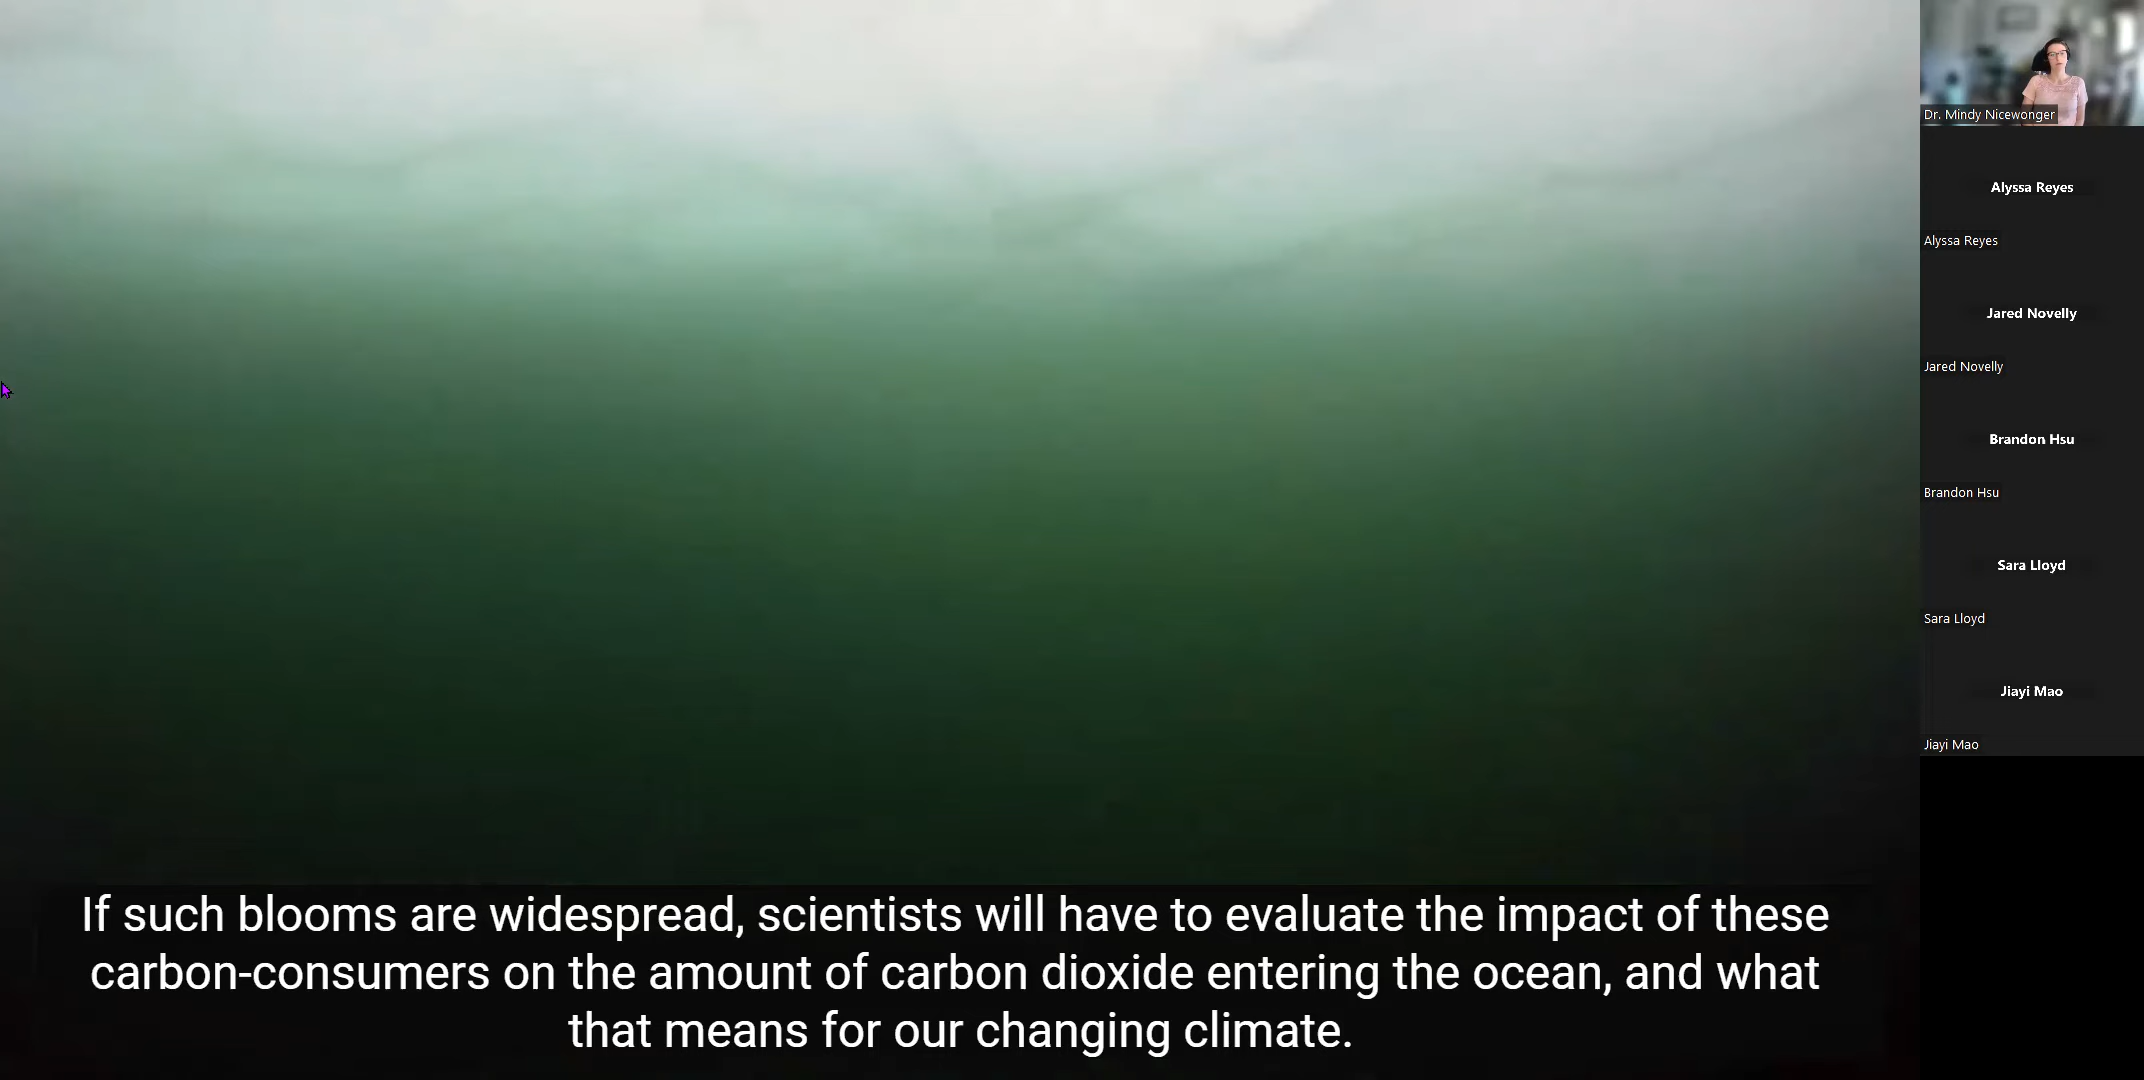 Dr. Mindy Nicewonger
Alyssa Reyes
Alyssa Reyes
Jared Novelly
Jared Novelly
Brandon Hsu
Brandon Hsu
Sara Lloyd
Sara Lloyd
Jiayi Mao
Jiayi Mao
If such blooms are widespread, scientists will have to evaluate the impact of these
carbon-consumers on the amount of carbon dioxide entering the ocean, and what
that means for our changing climate.